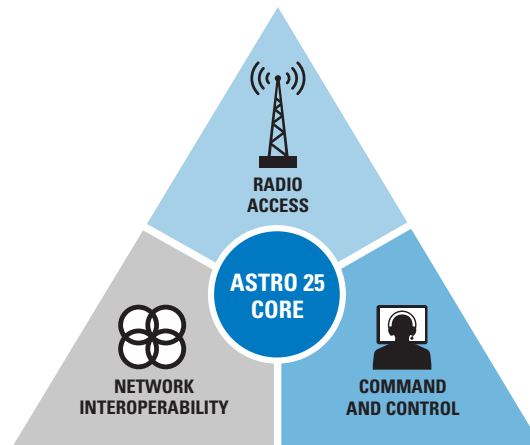 RADIO
ACCESS
ASTRO 25
CORE
NETWORK
INTEROPERABILITY
COMMAND
AND CONTROL